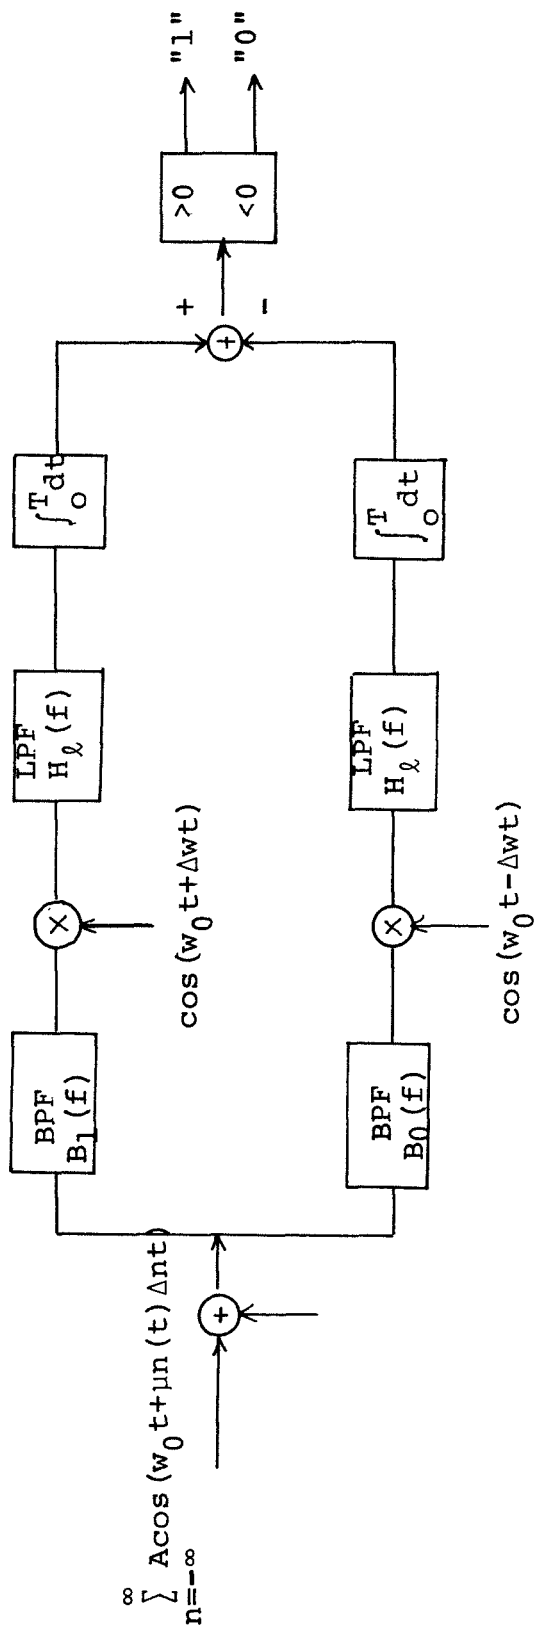 ∞
∑ Acos(w₀t+μn(t)Δnt)
n=-∞
+
BPF
B₁(f)
X
cos(w₀t+Δwt)
LPF
H_ℓ(f)
∫₀ᵀdt
BPF
B₀(f)
X
cos(w₀t-Δwt)
LPF
H_ℓ(f)
∫₀ᵀdt
+
+
-
>0
<0
"1"
"0"